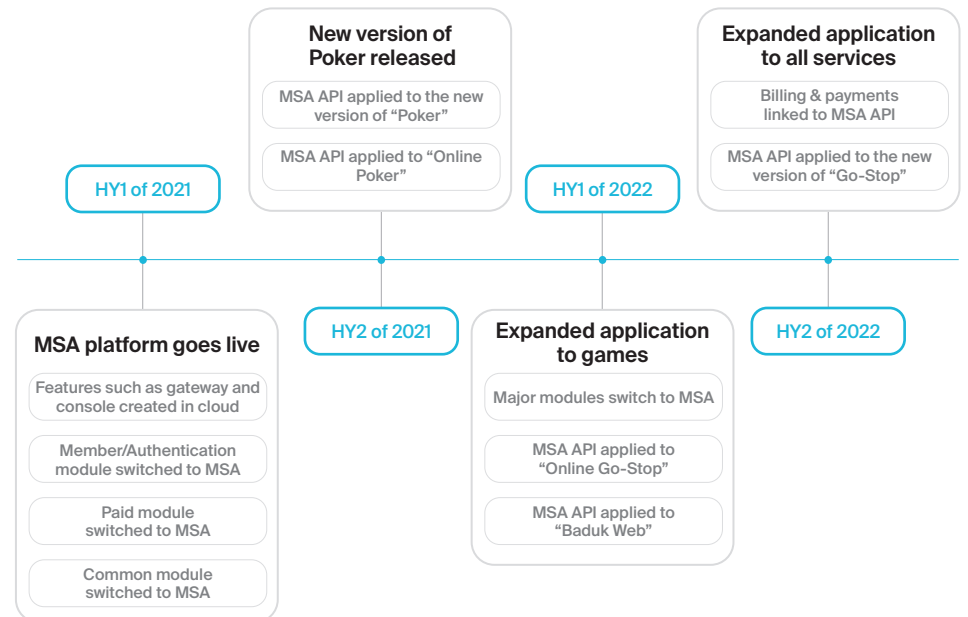 HY1 of 2021
MSA platform goes live
Features such as gateway and
console created in cloud
Member/Authentication
module switched to MSA
Paid module
switched to MSA
Common module
switched to MSA
New version of
Poker released
MSA API applied to the new
version of “Poker”
MSA API applied to “Online
Poker”
HY2 of 2021
HY1 of 2022
Expanded application
to games
Major modules switch to MSA
MSA API applied to
“Online Go-Stop”
MSA API applied to
“Baduk Web”
Expanded application
to all services
Billing & payments
linked to MSA API
MSA API applied to the new
version of “Go-Stop”
HY2 of 2022